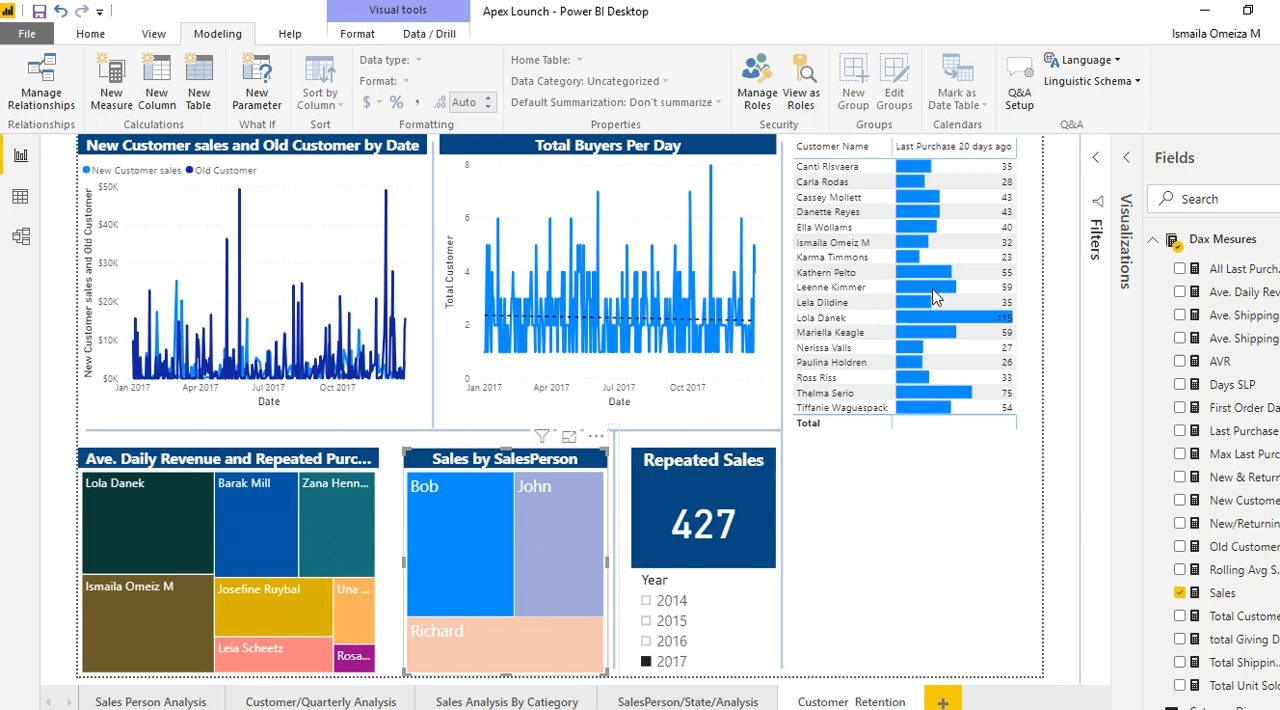 Visual tools
Apex Lounch - Power BI Desktop
File
Home
View
Modeling
Help
Format
Data / Drill
Ismaila Omeiza M
Manage
Relationships
Relationships
New
Measure
New
Column
New
Table
Calculations
New
Parameter
What If
Sort by
Column
Sort
Data type:
Format:
$ % , .00 Auto
Formatting
Home Table:
Data Category: Uncategorized
Default Summarization: Don't summarize
Properties
Manage
Roles
View as
Roles
Security
New
Group
Edit
Groups
Groups
Mark as
Date Table
Calendars
Q&A
Setup
Language
Linguistic Schema
Q&A
New Customer sales and Old Customer by Date
New Customer sales Old Customer
New Customer sales and Old Customer
$50K
$40K
$30K
$20K
$10K
$0K
Jan 2017 Apr 2017 Jul 2017 Oct 2017
Date
Total Buyers Per Day
Total Customer
8
6
4
2
0
Jan 2017 Apr 2017 Jul 2017 Oct 2017
Date
Customer Name Last Purchase 20 days ago
Canti Risvaera 35
Carla Rodas 28
Cassey Mollett 43
Danette Reyes 43
Ella Wollams 40
Ismaila Omeiz M 32
Karma Timmons 23
Kathern Pelto 55
Leenne Kimmer 59
Lela Dildine 35
Lola Danek 115
Mariella Keagle 59
Nerissa Valls 27
Paulina Holdren 26
Ross Riss 33
Thelma Serio 75
Tiffanie Waguespack 54
Total
Filters
Visualizations
Fields
Search
Dax Mesures
All Last Purch.
Ave. Daily Rev
Ave. Shipping
Ave. Shipping
AVR
Days SLP
First Order Da
Last Purchase
Max Last Purc
New & Return
New Custome
New/Returnin
Old Customer
Rolling Avg S.
Sales
Total Custome
total Giving D
Total Shippin.
Total Unit Sold
Ave. Daily Revenue and Repeated Purc...
Lola Danek
Barak Mill
Zana Henn...
Ismaila Omeiz M
Josefine Ruybal
Una ...
Leia Scheetz
Rosa...
Sales by SalesPerson
Bob
John
Richard
Repeated Sales
427
Year
2014
2015
2016
2017
Sales Person Analysis
Customer/Quarterly Analysis
Sales Analysis By Catiegory
SalesPerson/State/Analysis
Customer Retention